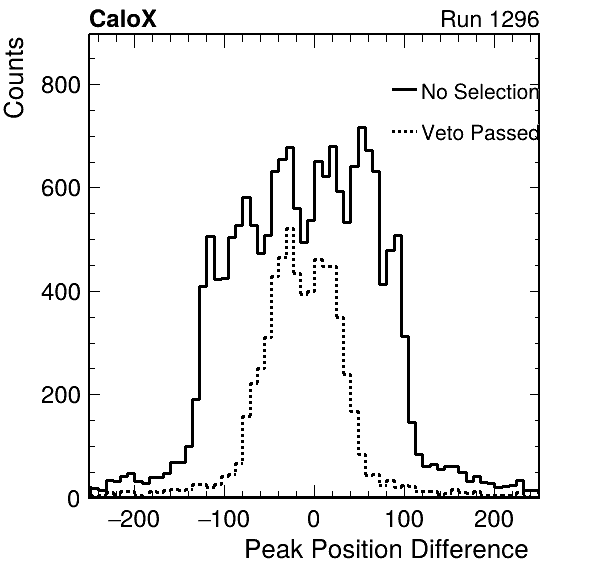 CaloX Run 1296
Counts
800
600
400
200
0
No Selection
Veto Passed
−200 −100 0 100 200
Peak Position Difference